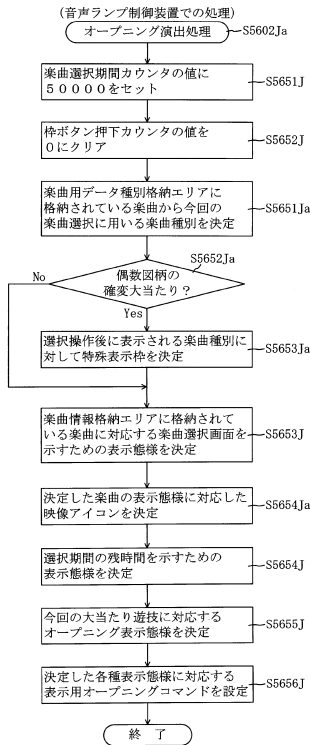 (音声ランプ制御装置での処理)
オープニング演出処理
S5602Ja
楽曲選択期間カウンタの値に
50000をセット
S5651J
枠ボタン押下カウンタの値を
0にクリア
S5652J
楽曲用データ種別格納エリアに
格納されている楽曲から今回の
楽曲選択に用いる楽曲種別を決定
S5651Ja
S5652Ja
偶数図柄の
確変大当たり?
No
Yes
選択操作後に表示される楽曲種別に
対して特殊表示枠を決定
S5653Ja
楽曲情報格納エリアに格納されて
いる楽曲に対応する楽曲選択画面を
示すための表示態様を決定
S5653J
決定した楽曲の表示態様に対応した
映像アイコンを決定
S5654Ja
選択期間の残時間を示すための
表示態様を決定
S5654J
今回の大当たり遊技に対応する
オープニング表示態様を決定
S5655J
決定した各種表示態様に対応する
表示用オープニングコマンドを設定
S5656J
終 了